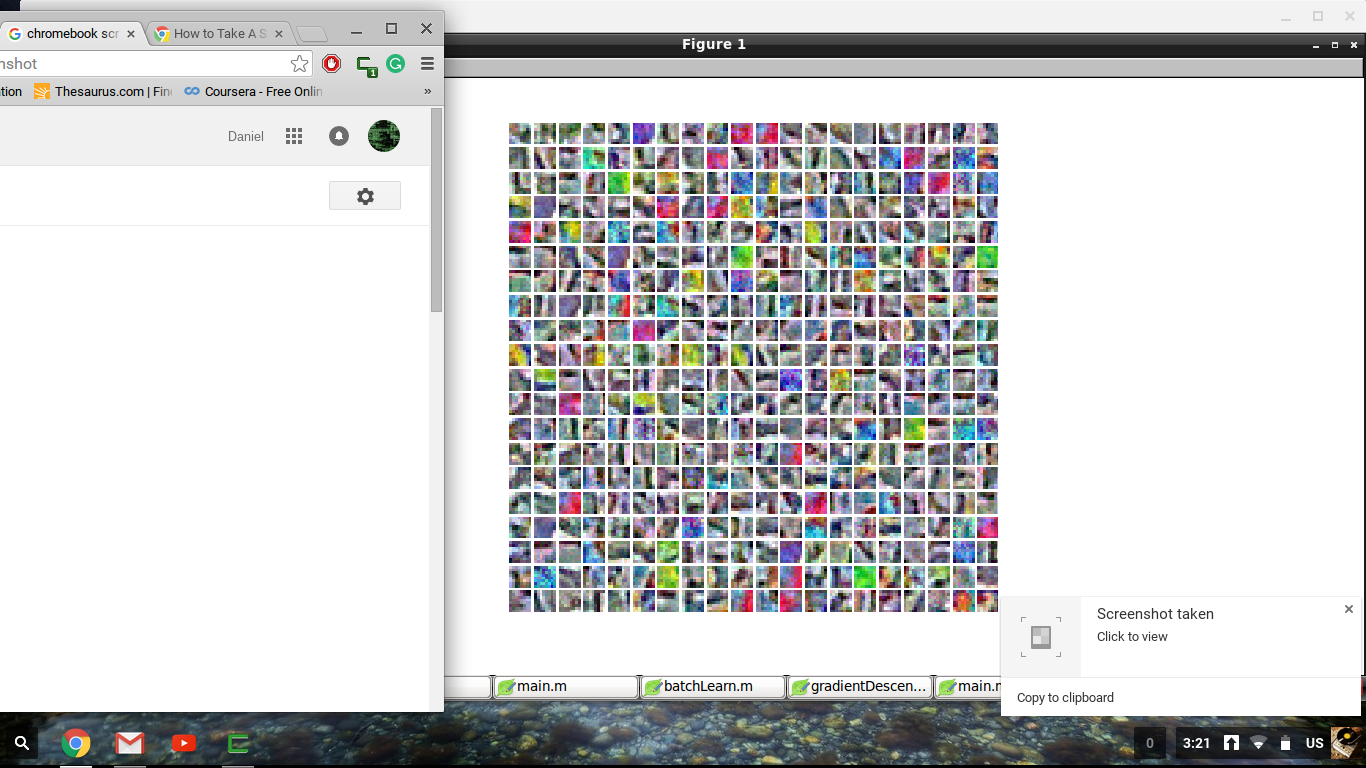 chromebook scr
How to Take A S
Figure 1
nshot
1
tion
Thesaurus.com | Fin
Coursera - Free Onlin
»
Daniel
Screenshot taken
Click to view
Copy to clipboard
main.m
batchLearn.m
gradientDescen...
main.m
0
3:21
US